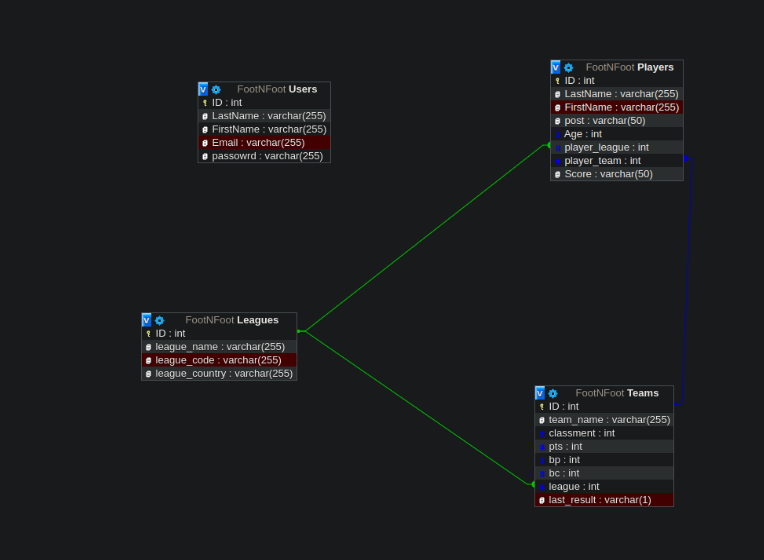 FootNFoot Users
ID : int
LastName : varchar(255)
FirstName : varchar(255)
Email : varchar(255)
passowrd : varchar(255)
FootNFoot Players
ID : int
LastName : varchar(255)
FirstName : varchar(255)
post : varchar(50)
Age : int
player_league : int
player_team : int
Score : varchar(50)
FootNFoot Leagues
ID : int
league_name : varchar(255)
league_code : varchar(255)
league_country : varchar(255)
FootNFoot Teams
ID : int
team_name : varchar(255)
classment : int
pts : int
bp : int
bc : int
league : int
last_result : varchar(1)